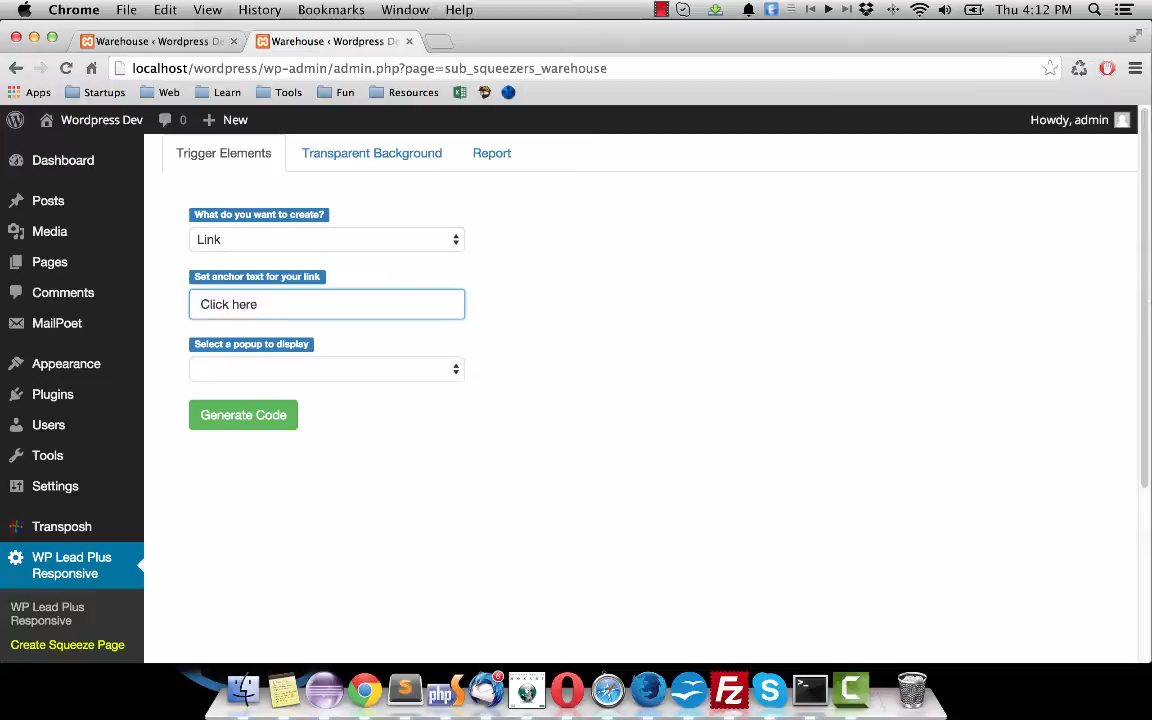 Chrome File Edit View History Bookmarks Window Help Thu 4:12 PM
Warehouse ‹ Wordpress De × Warehouse ‹ Wordpress De ×
localhost/wordpress/wp-admin/admin.php?page=sub_squeezers_warehouse
Apps Startups Web Learn Tools Fun Resources
Wordpress Dev 0 + New Howdy, admin
Trigger Elements Transparent Background Report
Dashboard
Posts
Media
Pages
Comments
MailPoet
Appearance
Plugins
Users
Tools
Settings
Transposh
WP Lead Plus
Responsive
WP Lead Plus
Responsive
Create Squeeze Page
What do you want to create?
Link
Set anchor text for your link
Click here
Select a popup to display
Generate Code
php